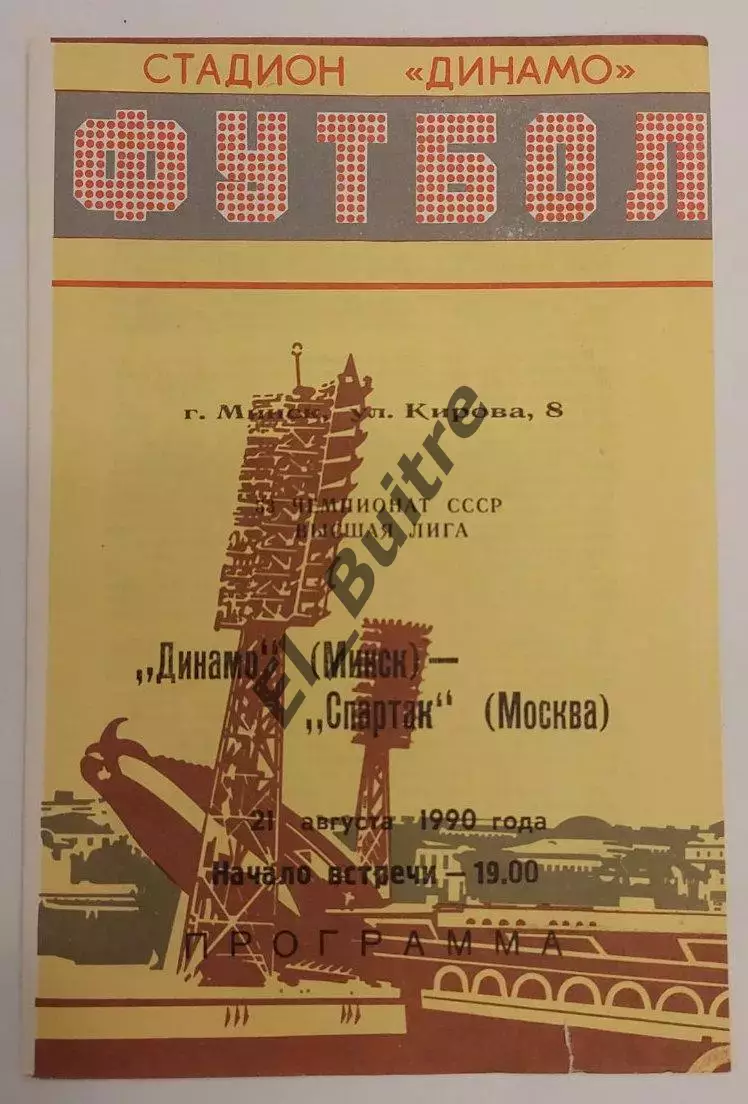 СТАДИОН «ДИНАМО»
ФУТБОЛ
г. Минск, ул. Кирова, 8
53 ЧЕМПИОНАТ СССР
ВЫСШАЯ ЛИГА
„Динамо“ (Минск) —
„Спартак“ (Москва)
21 августа 1990 года
Начало встречи — 19.00
ПРОГРАММА
El_Buitre